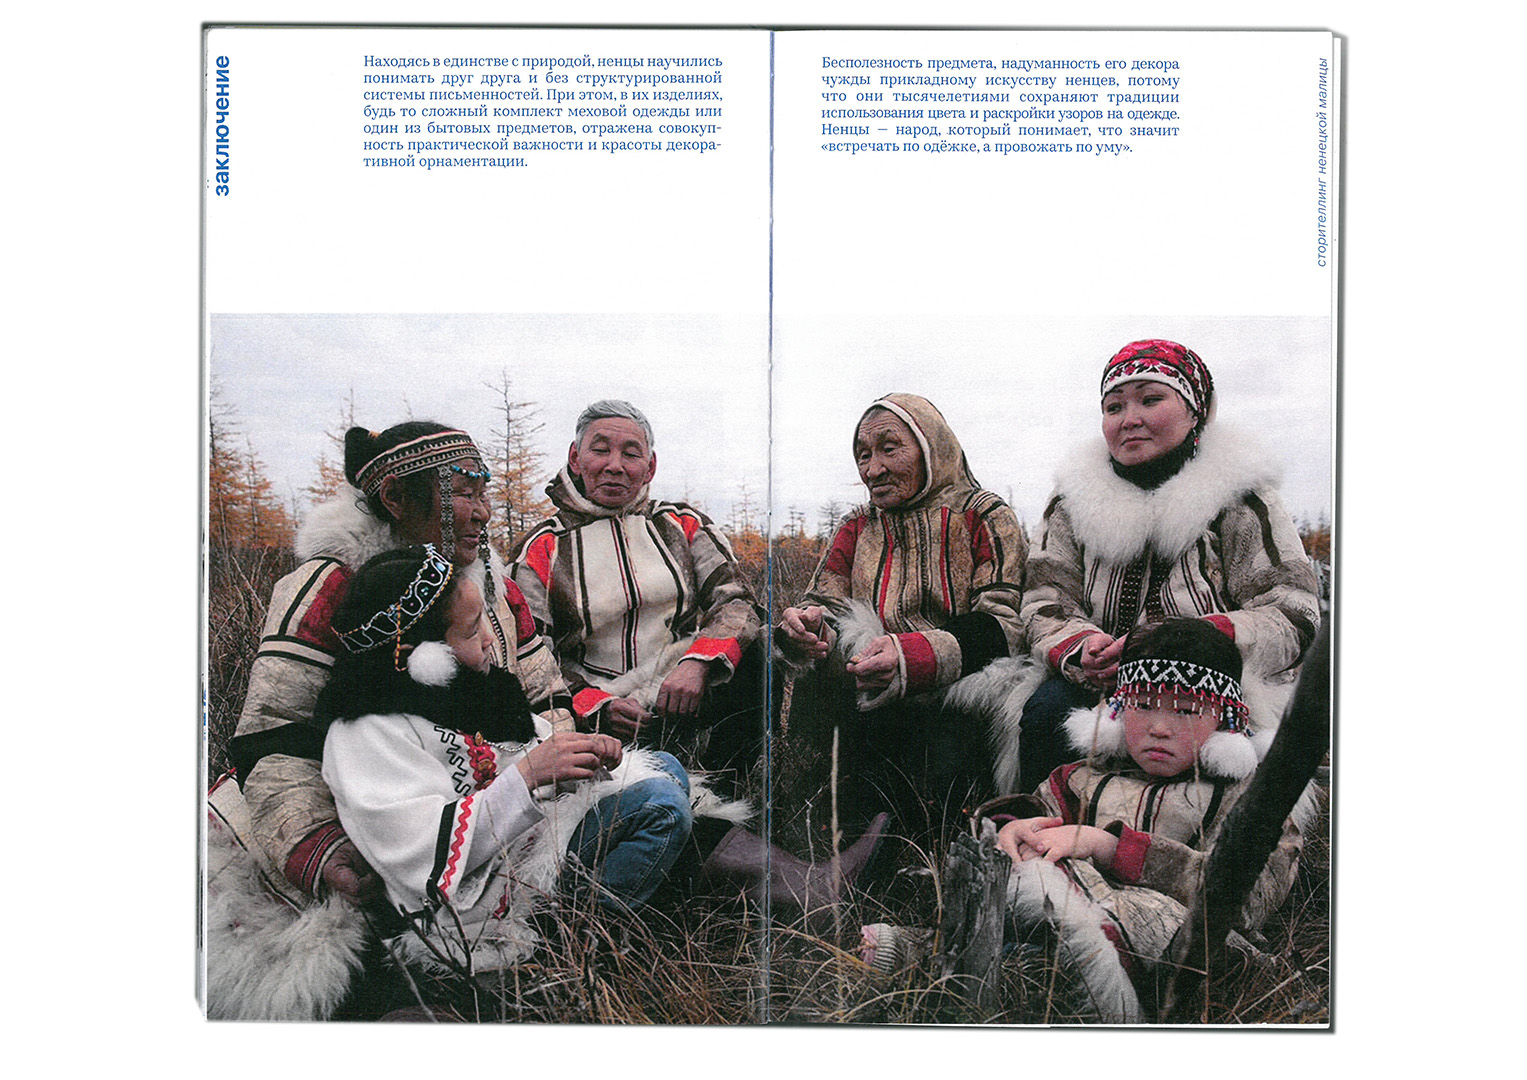 заключение
Находясь в единстве с природой, ненцы научились
понимать друг друга и без структурированной
системы письменностей. При этом, в их изделиях,
будь то сложный комплект меховой одежды или
один из бытовых предметов, отражена совокуп-
ность практической важности и красоты декора-
тивной орнаментации.
Бесполезность предмета, надуманность его декора
чужды прикладному искусству ненцев, потому
что они тысячелетиями сохраняют традиции
использования цвета и раскройки узоров на одежде.
Ненцы — народ, который понимает, что значит
«встречать по одёжке, а провожать по уму».
сторителлинг ненецкой малицы